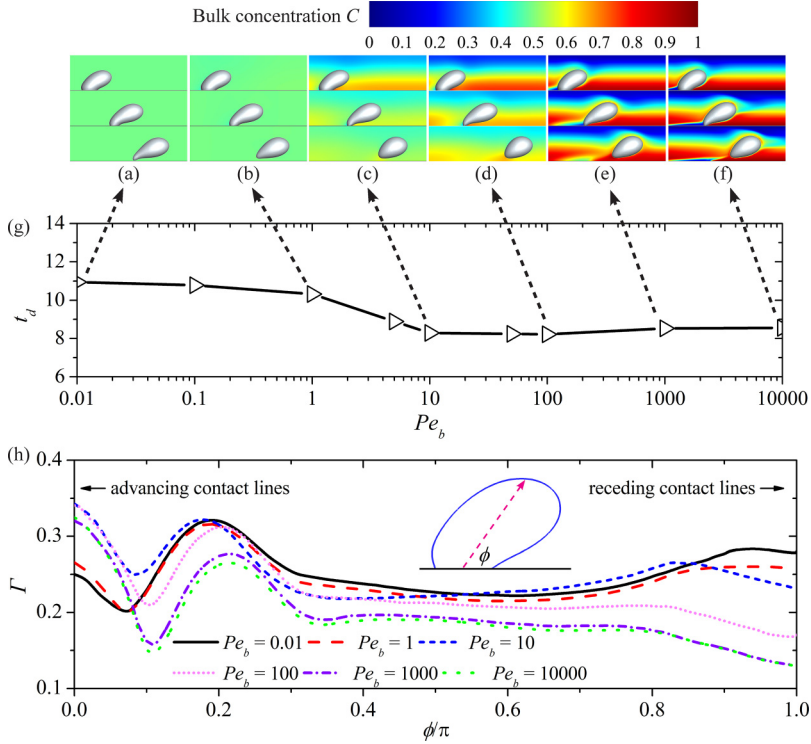 Bulk concentration C
0 0.1 0.2 0.3 0.4 0.5 0.6 0.7 0.8 0.9 1
(a) (b) (c) (d) (e) (f)
(g)
14
12
10
8
6
t_d
0.01 0.1 1 10 100 1000 10000
Pe_b
(h)
0.4
0.3
0.2
0.1
Γ
advancing contact lines
receding contact lines
ϕ
Pe_b = 0.01 Pe_b = 1 Pe_b = 10
Pe_b = 100 Pe_b = 1000 Pe_b = 10000
0.0 0.2 0.4 0.6 0.8 1.0
ϕ/π